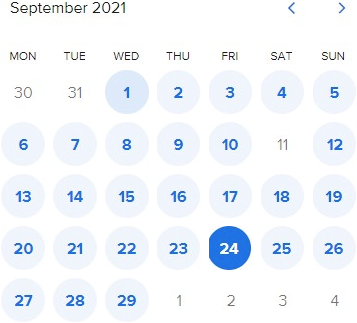 September 2021
MON TUE WED THU FRI SAT SUN
30 31 1 2 3 4 5
6 7 8 9 10 11 12
13 14 15 16 17 18 19
20 21 22 23 24 25 26
27 28 29 1 2 3 4